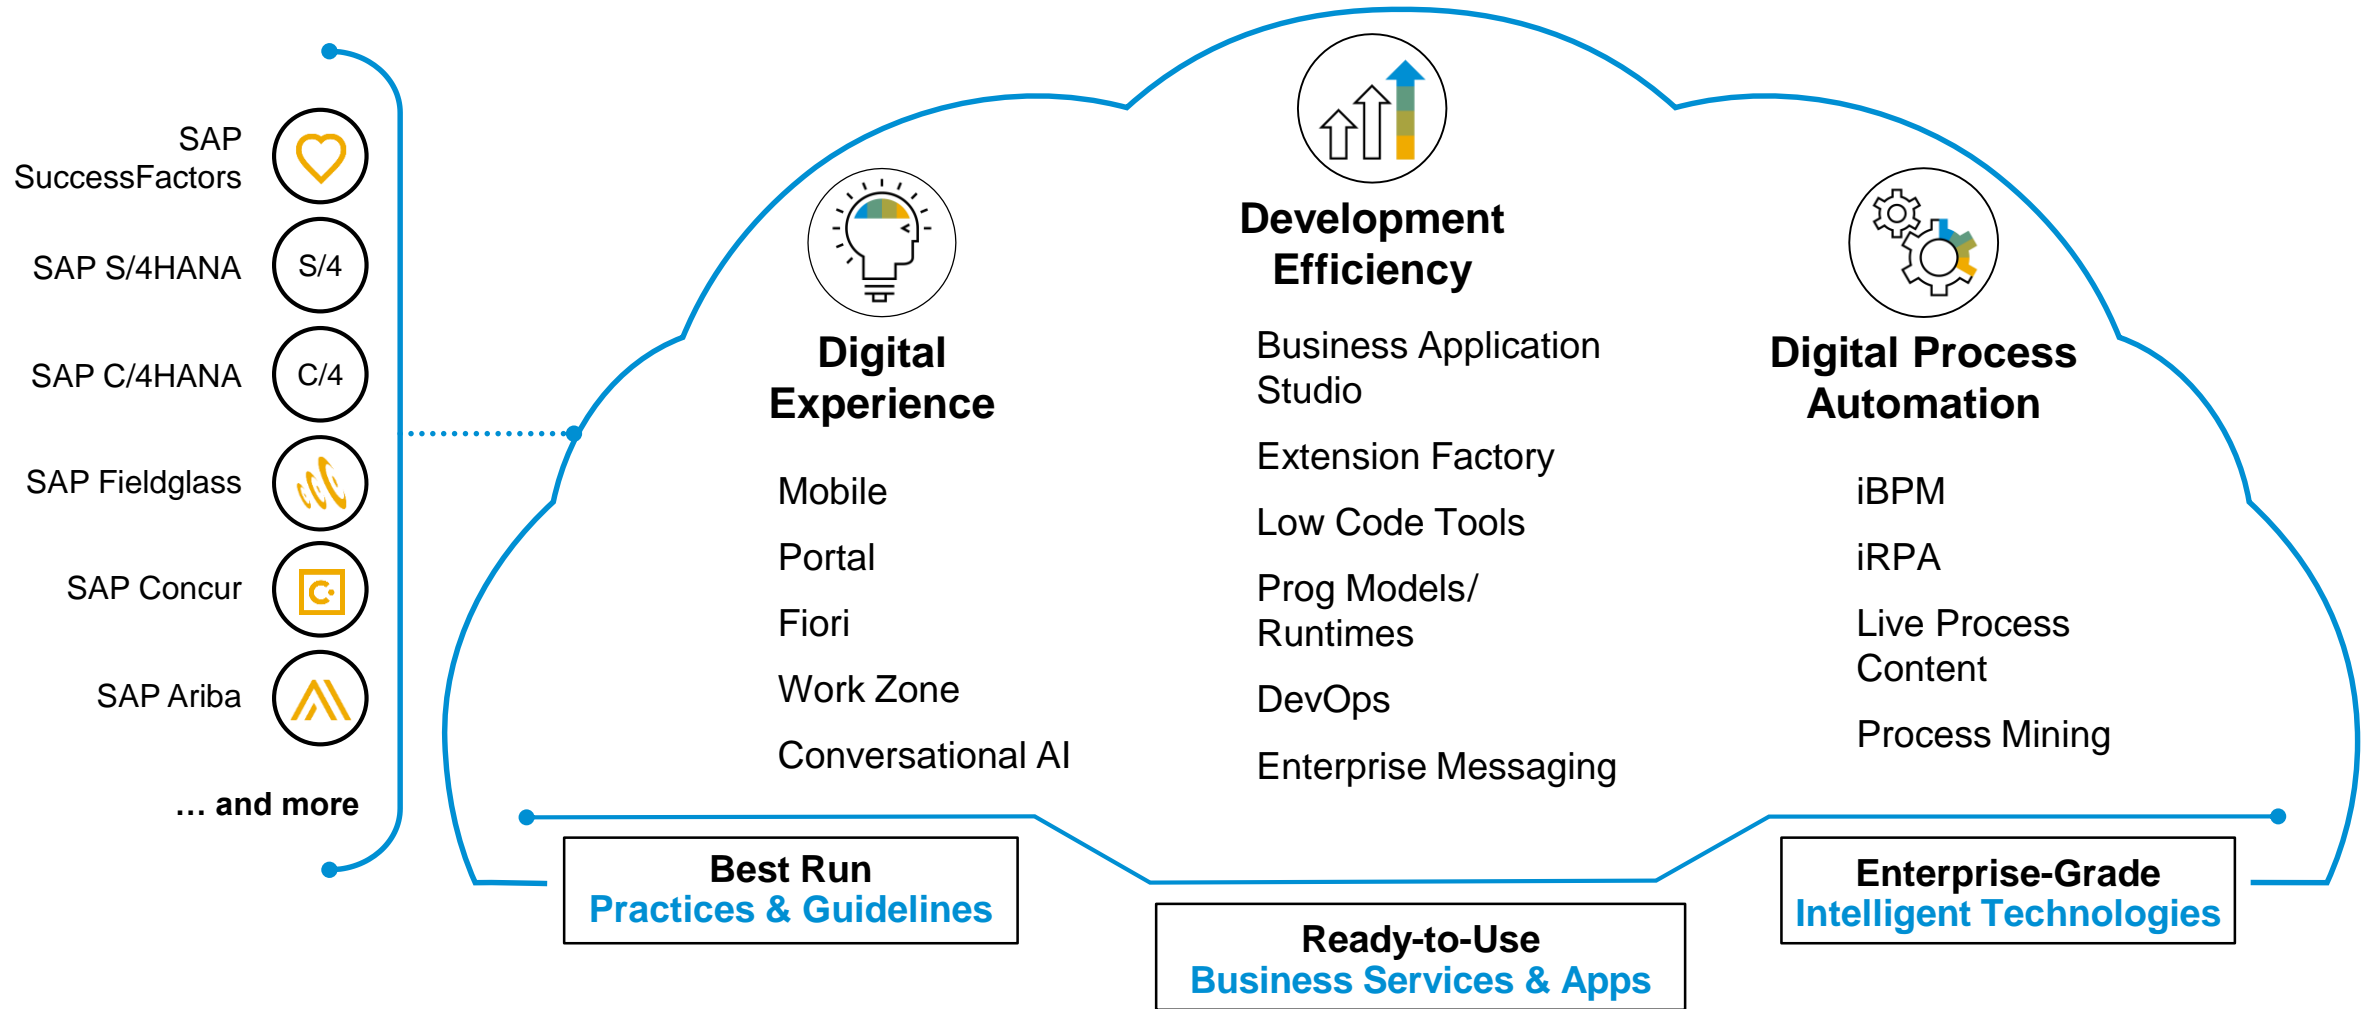 SAP
SuccessFactors
SAP S/4HANA
S/4
SAP C/4HANA
C/4
SAP Fieldglass
SAP Concur
C
SAP Ariba
… and more
Digital
Experience
Mobile
Portal
Fiori
Work Zone
Conversational AI
Development
Efficiency
Business Application
Studio
Extension Factory
Low Code Tools
Prog Models/
Runtimes
DevOps
Enterprise Messaging
Digital Process
Automation
iBPM
iRPA
Live Process
Content
Process Mining
Best Run
Practices & Guidelines
Ready-to-Use
Business Services & Apps
Enterprise-Grade
Intelligent Technologies